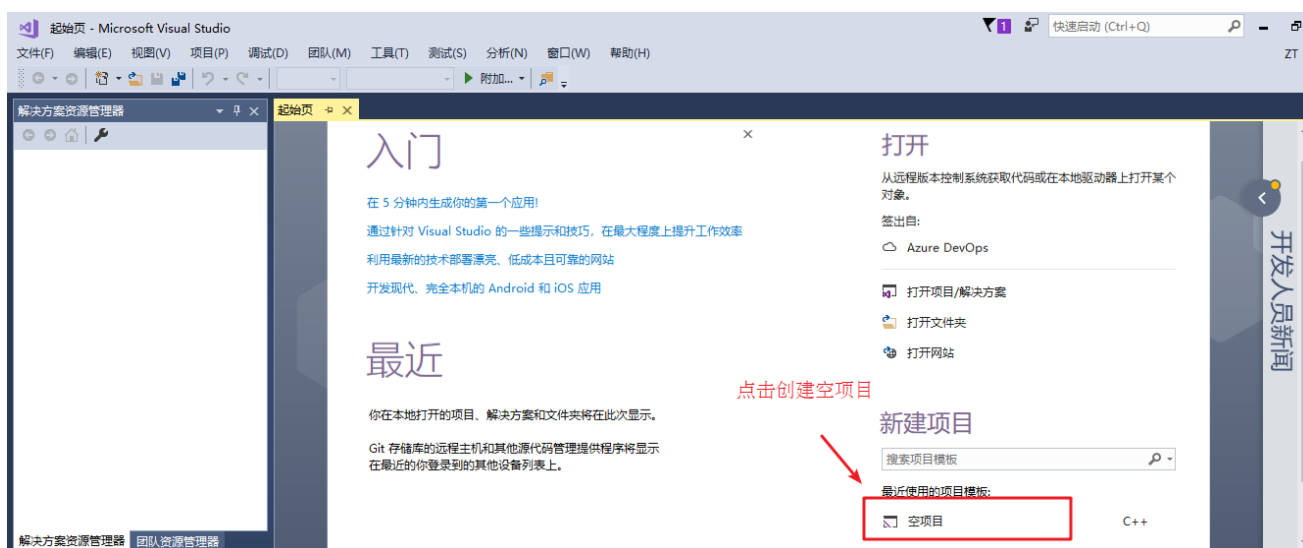 起始页 - Microsoft Visual Studio
1
快速启动 (Ctrl+Q)
文件(F) 编辑(E) 视图(V) 项目(P) 调试(D) 团队(M) 工具(T) 测试(S) 分析(N) 窗口(W) 帮助(H)
ZT
附加...
解决方案资源管理器
起始页
入门
在 5 分钟内生成你的第一个应用!
通过针对 Visual Studio 的一些提示和技巧，在最大程度上提升工作效率
利用最新的技术部署漂亮、低成本且可靠的网站
开发现代、完全本机的 Android 和 iOS 应用
最近
你在本地打开的项目、解决方案和文件夹将在此次显示。
Git 存储库的远程主机和其他源代码管理提供程序将显示
在最近的你登录到的其他设备列表上。
打开
从远程版本控制系统获取代码或在本地驱动器上打开某个
对象。
签出自:
Azure DevOps
打开项目/解决方案
打开文件夹
打开网站
点击创建空项目
新建项目
搜索项目模板
最近使用的项目模板:
空项目 C++
开发人员新闻
解决方案资源管理器 团队资源管理器